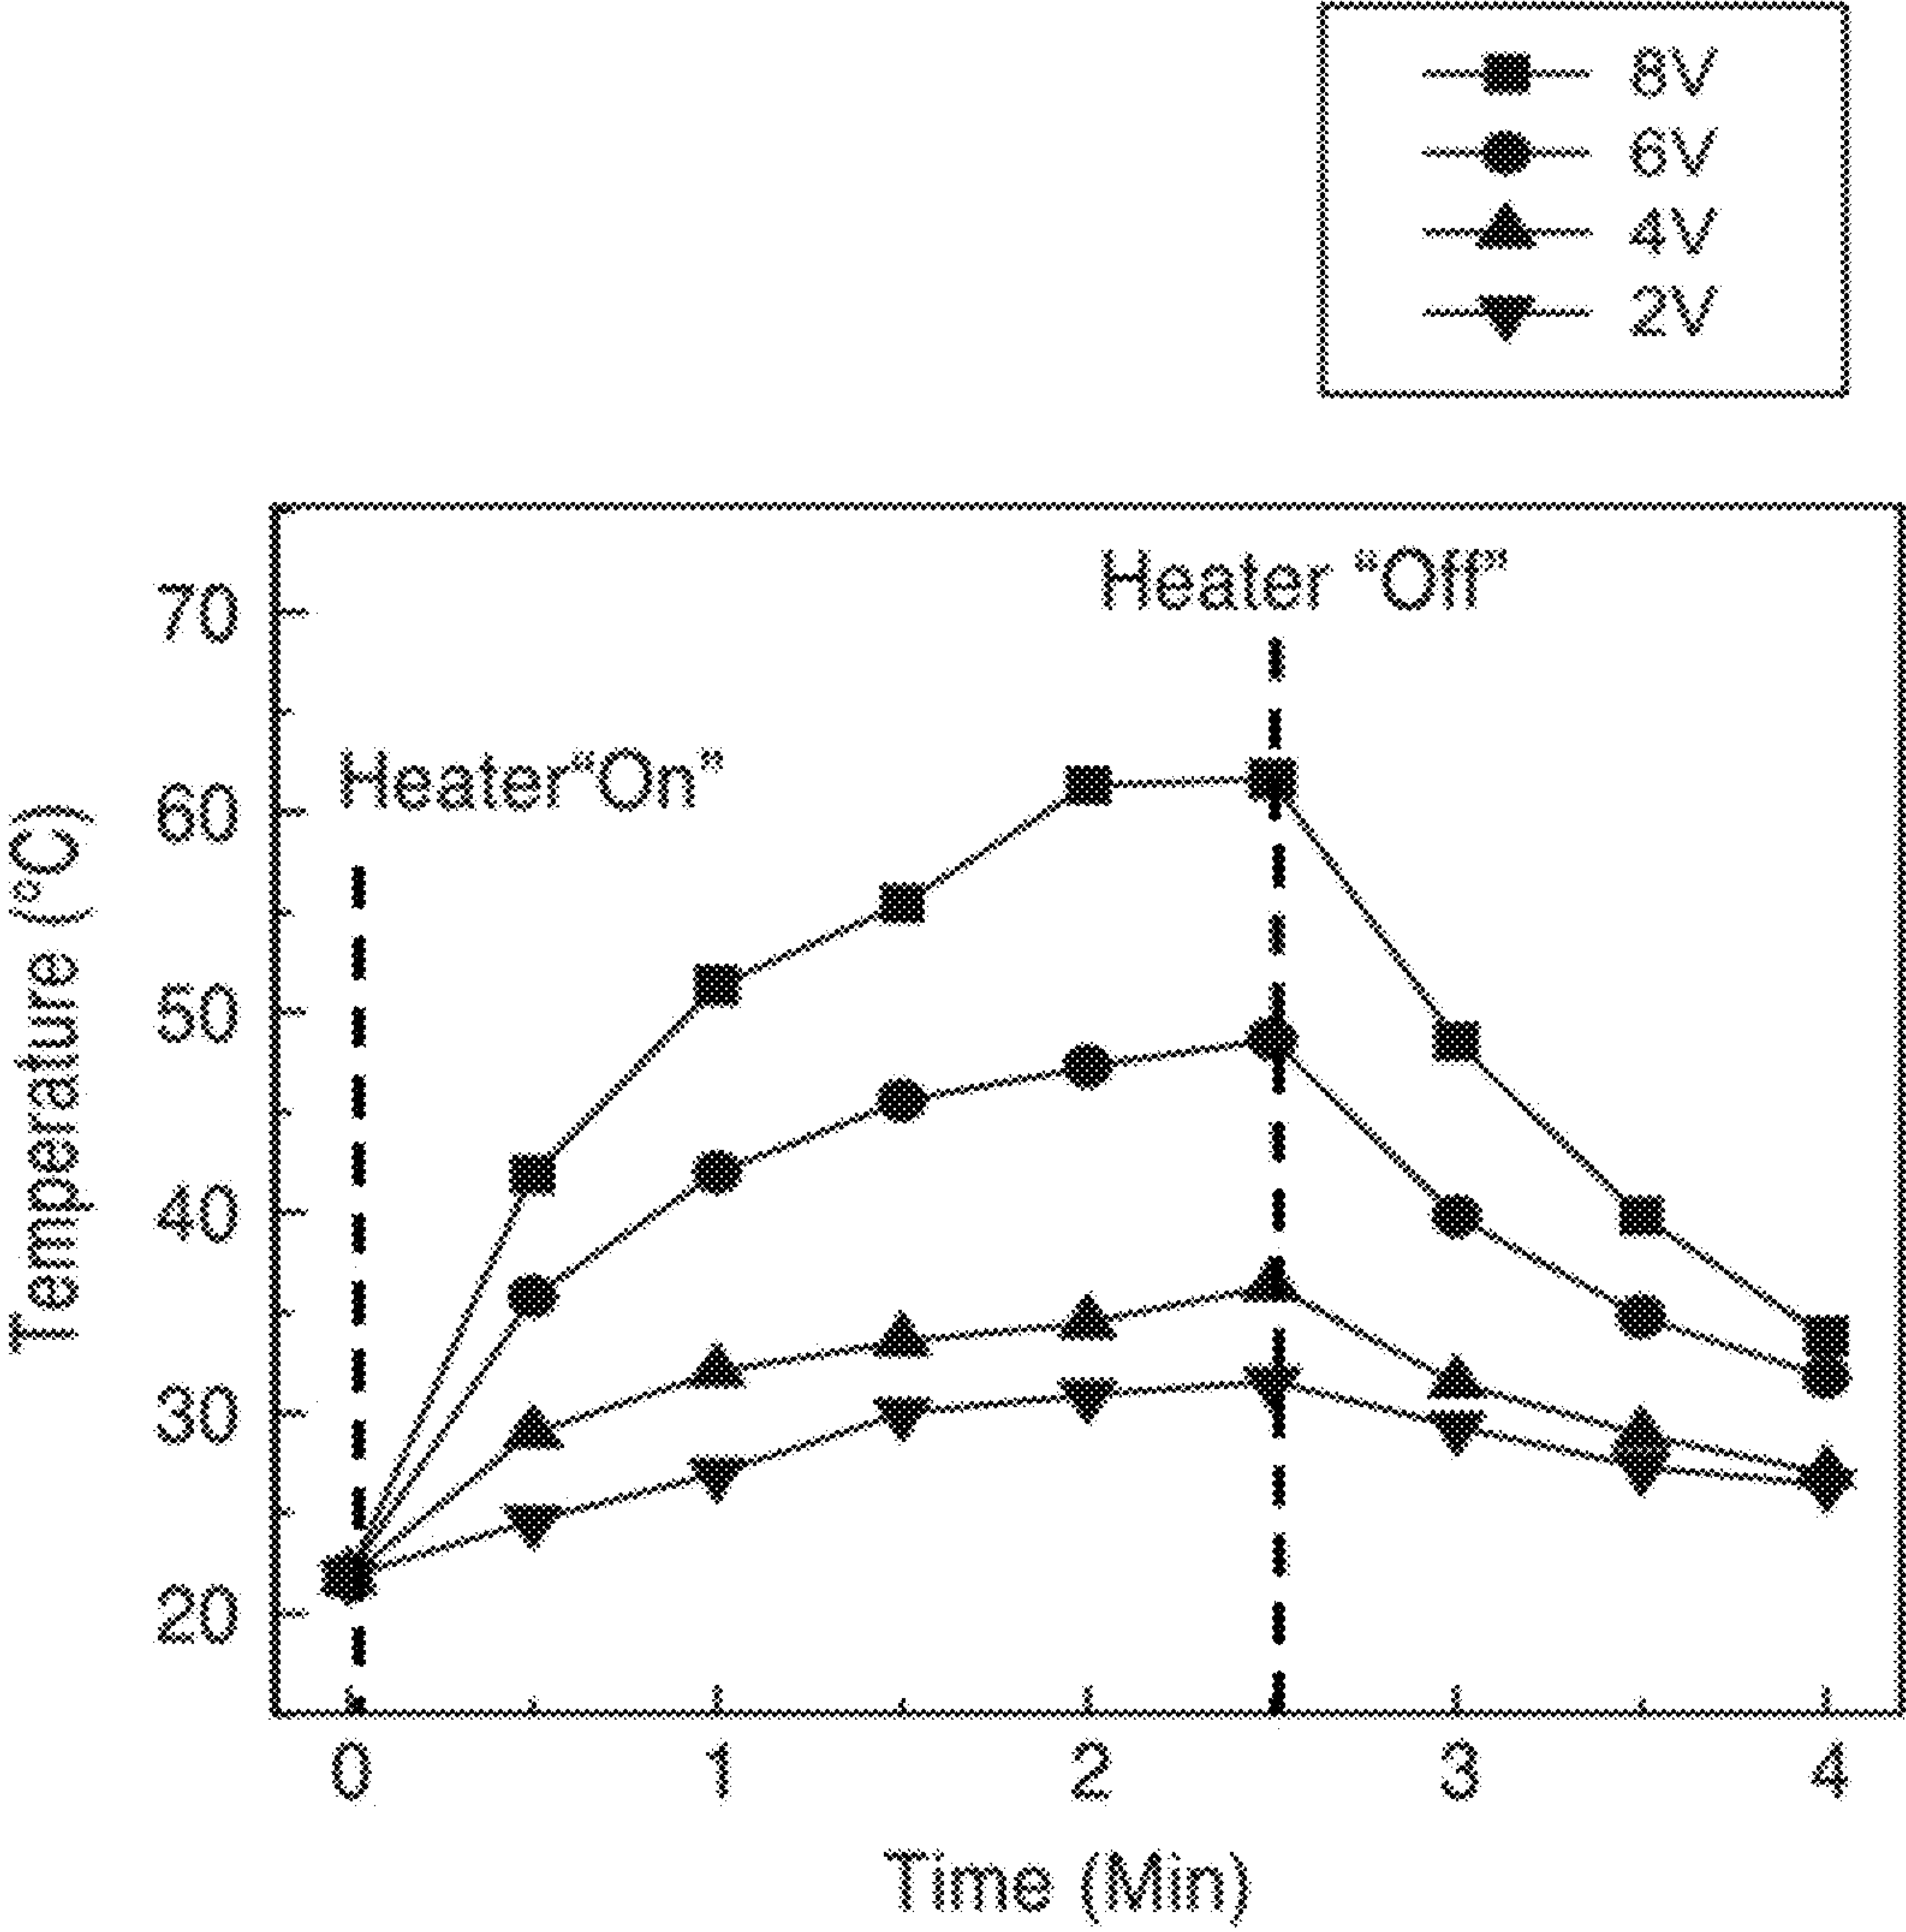 8V
6V
4V
2V
Heater “Off”
Heater“On”
70
60
50
40
30
20
Temperature (°C)
0 1 2 3 4
Time (Min)